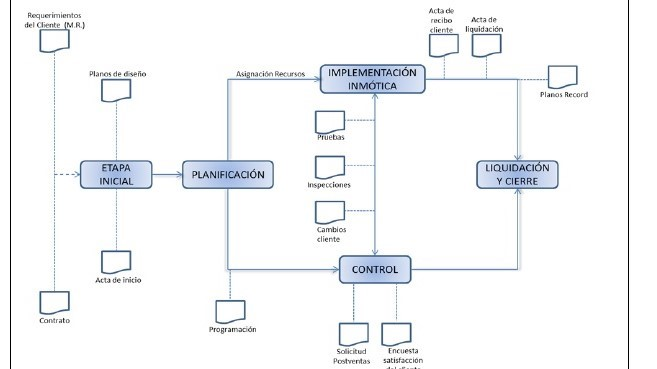 Requerimientos
del Cliente (M.R.)
Acta de
recibo
cliente
Acta de
liquidación
Planos de diseño
Asignación Recursos
IMPLEMENTACIÓN
INMÓTICA
Planos Record
Pruebas
ETAPA
INICIAL
PLANIFICACIÓN
LIQUIDACIÓN
Y CIERRE
Inspecciones
Cambios
cliente
CONTROL
Acta de inicio
Contrato
Programación
Solicitud
Postventas
Encuesta
satisfacción
del cliente